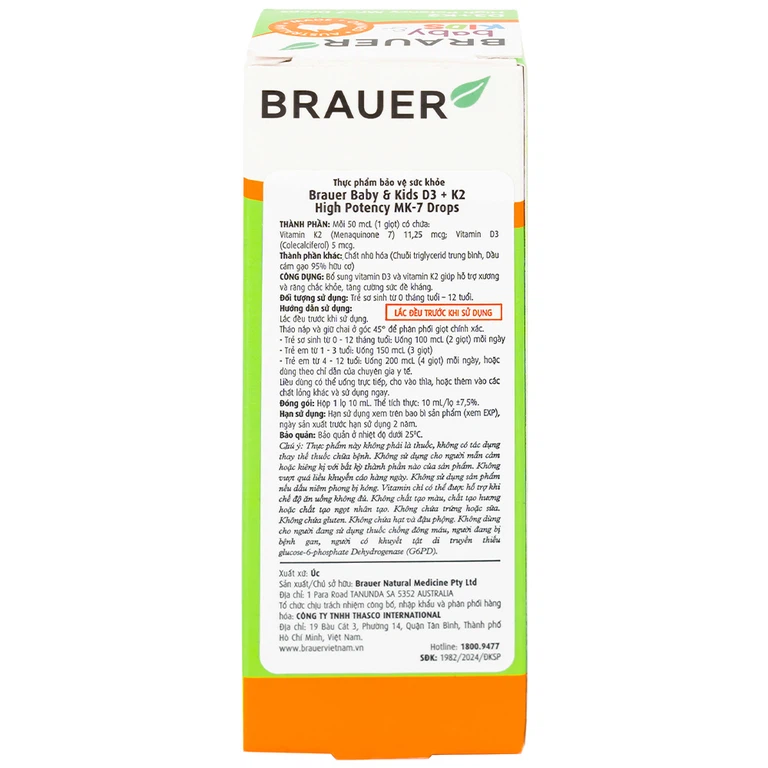 D3+K2
High Potency MK-7 Drops
baby &
KIDS
BRAUER
BRAUER
Thực phẩm bảo vệ sức khỏe
Brauer Baby & Kids D3 + K2
High Potency MK-7 Drops
THÀNH PHẦN: Mỗi 50 mcL (1 giọt) có chứa:
Vitamin K2 (Menaquinone 7) 11,25 mcg; Vitamin D3
(Colecalciferol) 5 mcg.
Thành phần khác: Chất nhũ hóa (Chuỗi triglycerid trung bình, Dầu
cám gạo 95% hữu cơ)
CÔNG DỤNG: Bổ sung vitamin D3 và vitamin K2 giúp hỗ trợ xương
và răng chắc khỏe, tăng cường sức đề kháng.
Đối tượng sử dụng: Trẻ sơ sinh từ 0 tháng tuổi – 12 tuổi.
Hướng dẫn sử dụng:
LẮC ĐỀU TRƯỚC KHI SỬ DỤNG
Lắc đều trước khi sử dụng.
Tháo nắp và giữ chai ở góc 45° để phân phối giọt chính xác.
- Trẻ sơ sinh từ 0 - 12 tháng tuổi: Uống 100 mcL (2 giọt) mỗi ngày
- Trẻ em từ 1 - 3 tuổi: Uống 150 mcL (3 giọt)
- Trẻ em từ 4 - 12 tuổi: Uống 200 mcL (4 giọt) mỗi ngày, hoặc
dùng theo chỉ dẫn của chuyên gia y tế.
Liều dùng có thể uống trực tiếp, cho vào thìa, hoặc thêm vào các
chất lỏng khác và sử dụng ngay.
Đóng gói: Hộp 1 lọ 10 mL. Thể tích thực: 10 mL/lọ ±7,5%.
Hạn sử dụng: Hạn sử dụng xem trên bao bì sản phẩm (xem EXP),
ngày sản xuất trước hạn sử dụng 2 năm.
Bảo quản: Bảo quản ở nhiệt độ dưới 25°C.
Chú ý: Thực phẩm này không phải là thuốc, không có tác dụng
thay thế thuốc chữa bệnh. Không sử dụng cho người mẫn cảm
hoặc kiêng kị với bất kỳ thành phần nào của sản phẩm. Không
vượt quá liều khuyến cáo hàng ngày. Không sử dụng sản phẩm
nếu dấu niêm phong bị hỏng. Vitamin chỉ có thể được hỗ trợ khi
chế độ ăn uống không đủ. Không chất tạo màu, chất tạo hương
hoặc chất tạo ngọt nhân tạo. Không chứa trứng hoặc sữa.
Không chứa gluten. Không chứa hạt và đậu phộng. Không dùng
cho người đang sử dụng thuốc chống đông máu, người đang bị
bệnh gan, người có khuyết tật di truyền thiếu
glucose-6-phosphate Dehydrogenase (G6PD).
Xuất xứ: Úc
Sản xuất/Chủ sở hữu: Brauer Natural Medicine Pty Ltd
Địa chỉ: 1 Para Road TANUNDA SA 5352 AUSTRALIA
Tổ chức chịu trách nhiệm công bố, nhập khẩu và phân phối hàng
hóa: CÔNG TY TNHH THASCO INTERNATIONAL
Địa chỉ: 19 Bàu Cát 3, Phường 14, Quận Tân Bình, Thành phố
Hồ Chí Minh, Việt Nam.
www.brauervietnam.vn
Hotline: 1800.9477
SĐK: 1982/2024/ĐKSP